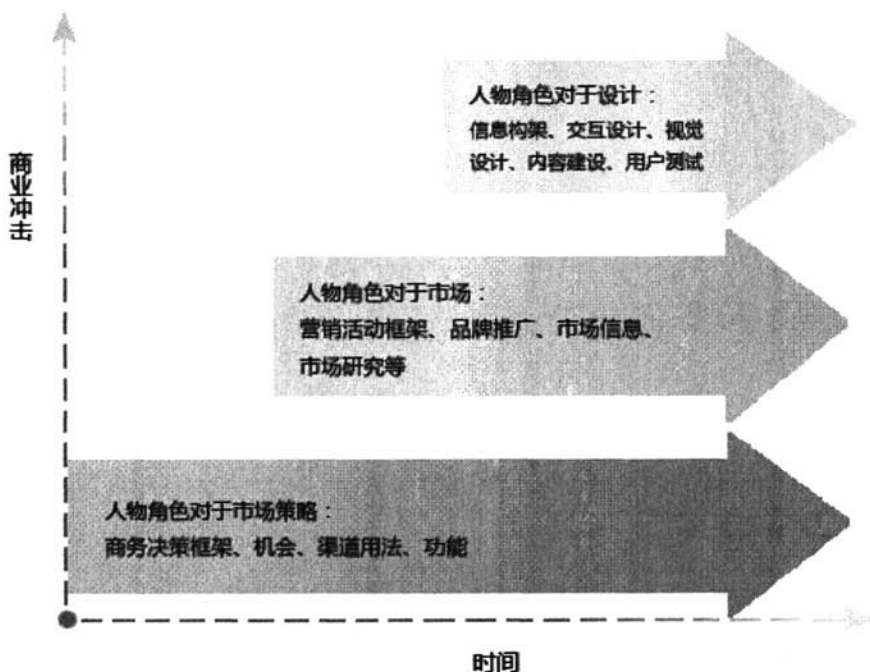 人物角色对于设计：
信息构架、交互设计、视觉
设计、内容建设、用户测试
商业冲击
人物角色对于市场：
营销活动框架、品牌推广、市场信息、
市场研究等
人物角色对于市场策略：
商务决策框架、机会、渠道用法、功能
时间